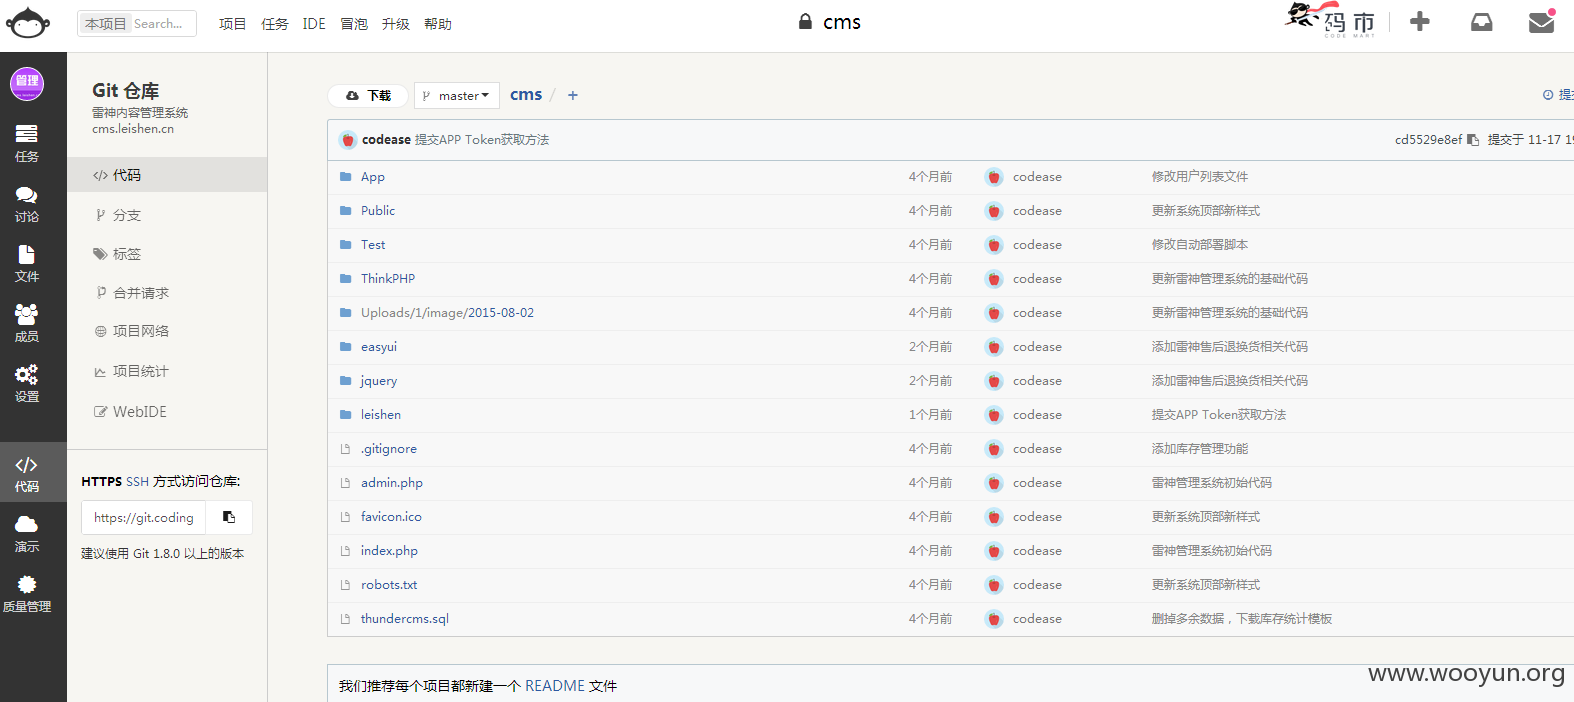 本项目 Search...
项目 任务 IDE 冒泡 升级 帮助
cms
码市
CODE MART
管理
任务
讨论
文件
成员
设置
代码
演示
质量管理
Git 仓库
雷神内容管理系统
cms.leishen.cn
代码
分支
标签
合并请求
项目网络
项目统计
WebIDE
HTTPS SSH 方式访问仓库:
https://git.coding
建议使用 Git 1.8.0 以上的版本
下载 master cms / +
codease 提交APP Token获取方法 cd5529e8ef 提交于 11-17
App 4个月前 codease 修改用户列表文件
Public 4个月前 codease 更新系统顶部新样式
Test 4个月前 codease 修改自动部署脚本
ThinkPHP 4个月前 codease 更新雷神管理系统的基础代码
Uploads/1/image/2015-08-02 4个月前 codease 更新雷神管理系统的基础代码
easyui 2个月前 codease 添加雷神售后退换货相关代码
jquery 2个月前 codease 添加雷神售后退换货相关代码
leishen 1个月前 codease 提交APP Token获取方法
.gitignore 4个月前 codease 添加库存管理功能
admin.php 4个月前 codease 雷神管理系统初始代码
favicon.ico 4个月前 codease 更新系统顶部新样式
index.php 4个月前 codease 雷神管理系统初始代码
robots.txt 4个月前 codease 更新系统顶部新样式
thundercms.sql 4个月前 codease 删掉多余数据，下载库存统计模板
我们推荐每个项目都新建一个 README 文件
www.wooyun.org